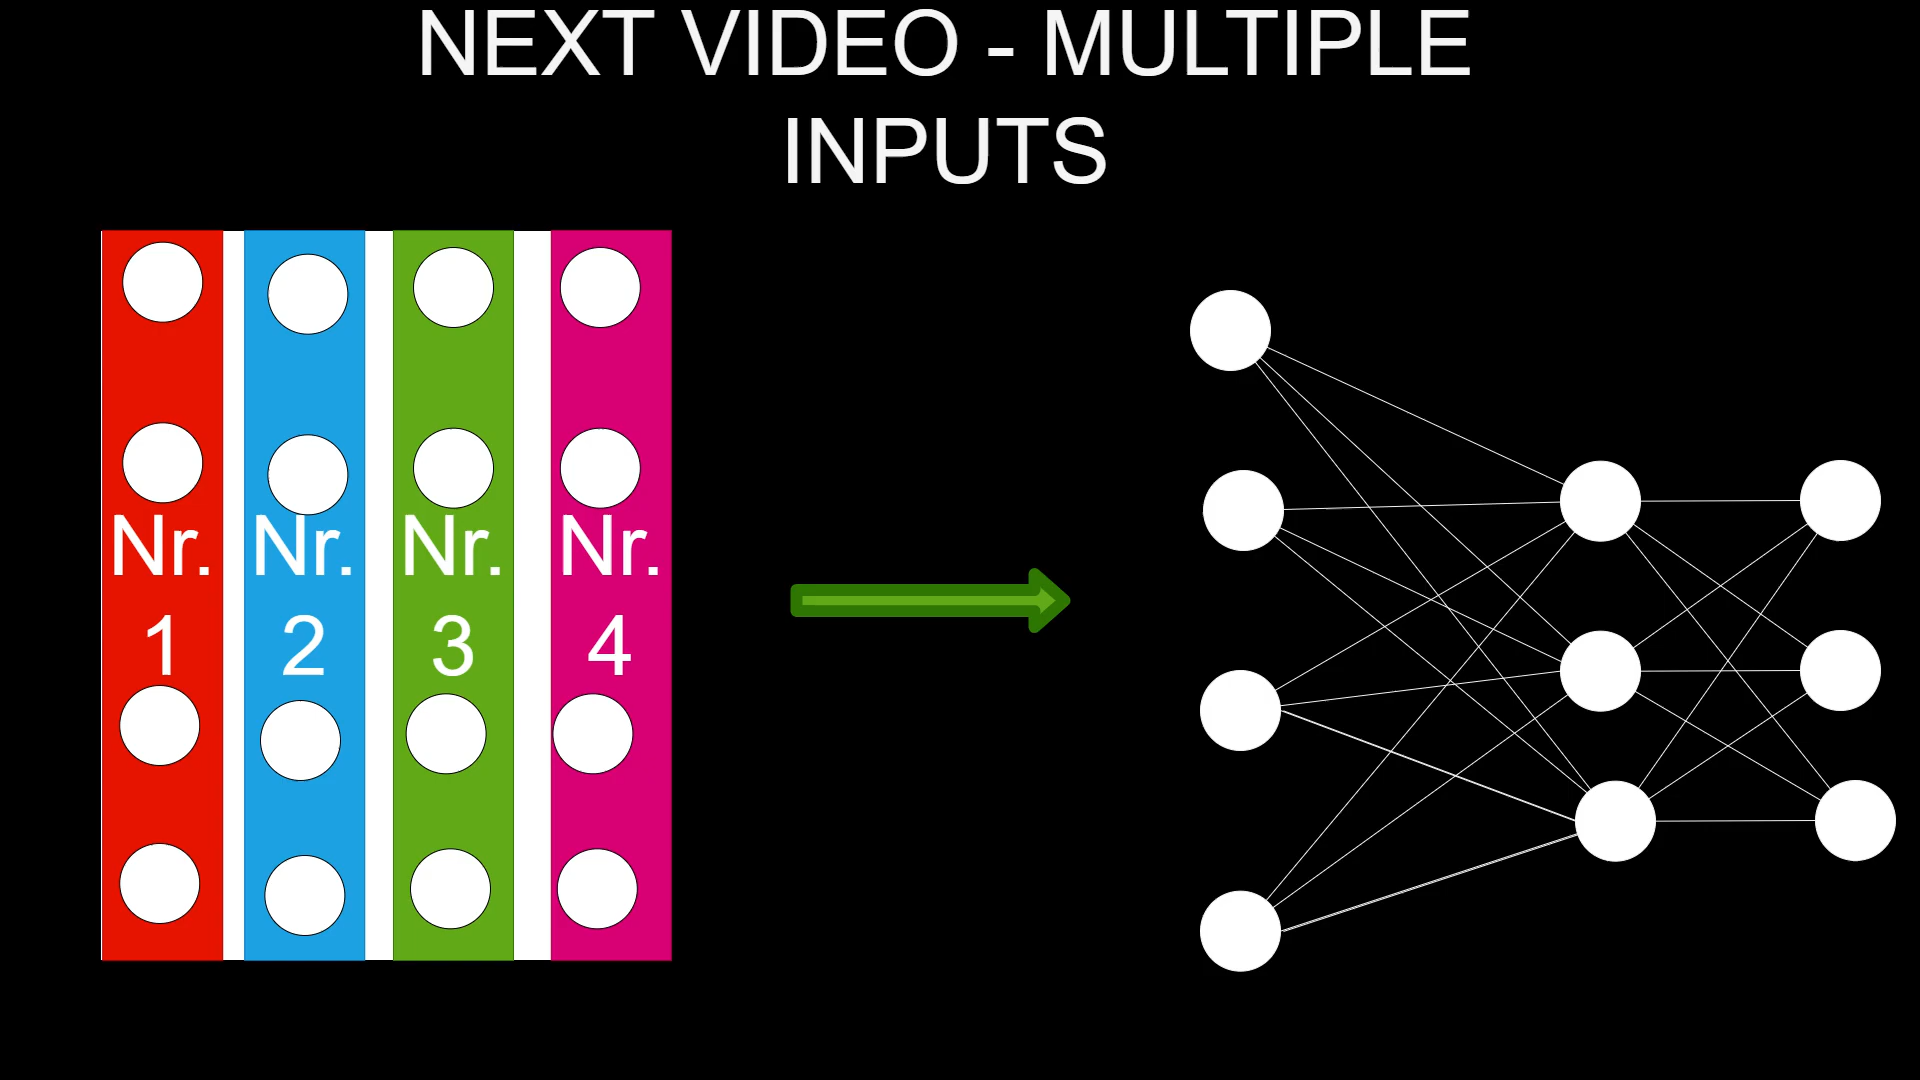 NEXT VIDEO - MULTIPLE
INPUTS
Nr. 1
Nr. 2
Nr. 3
Nr. 4